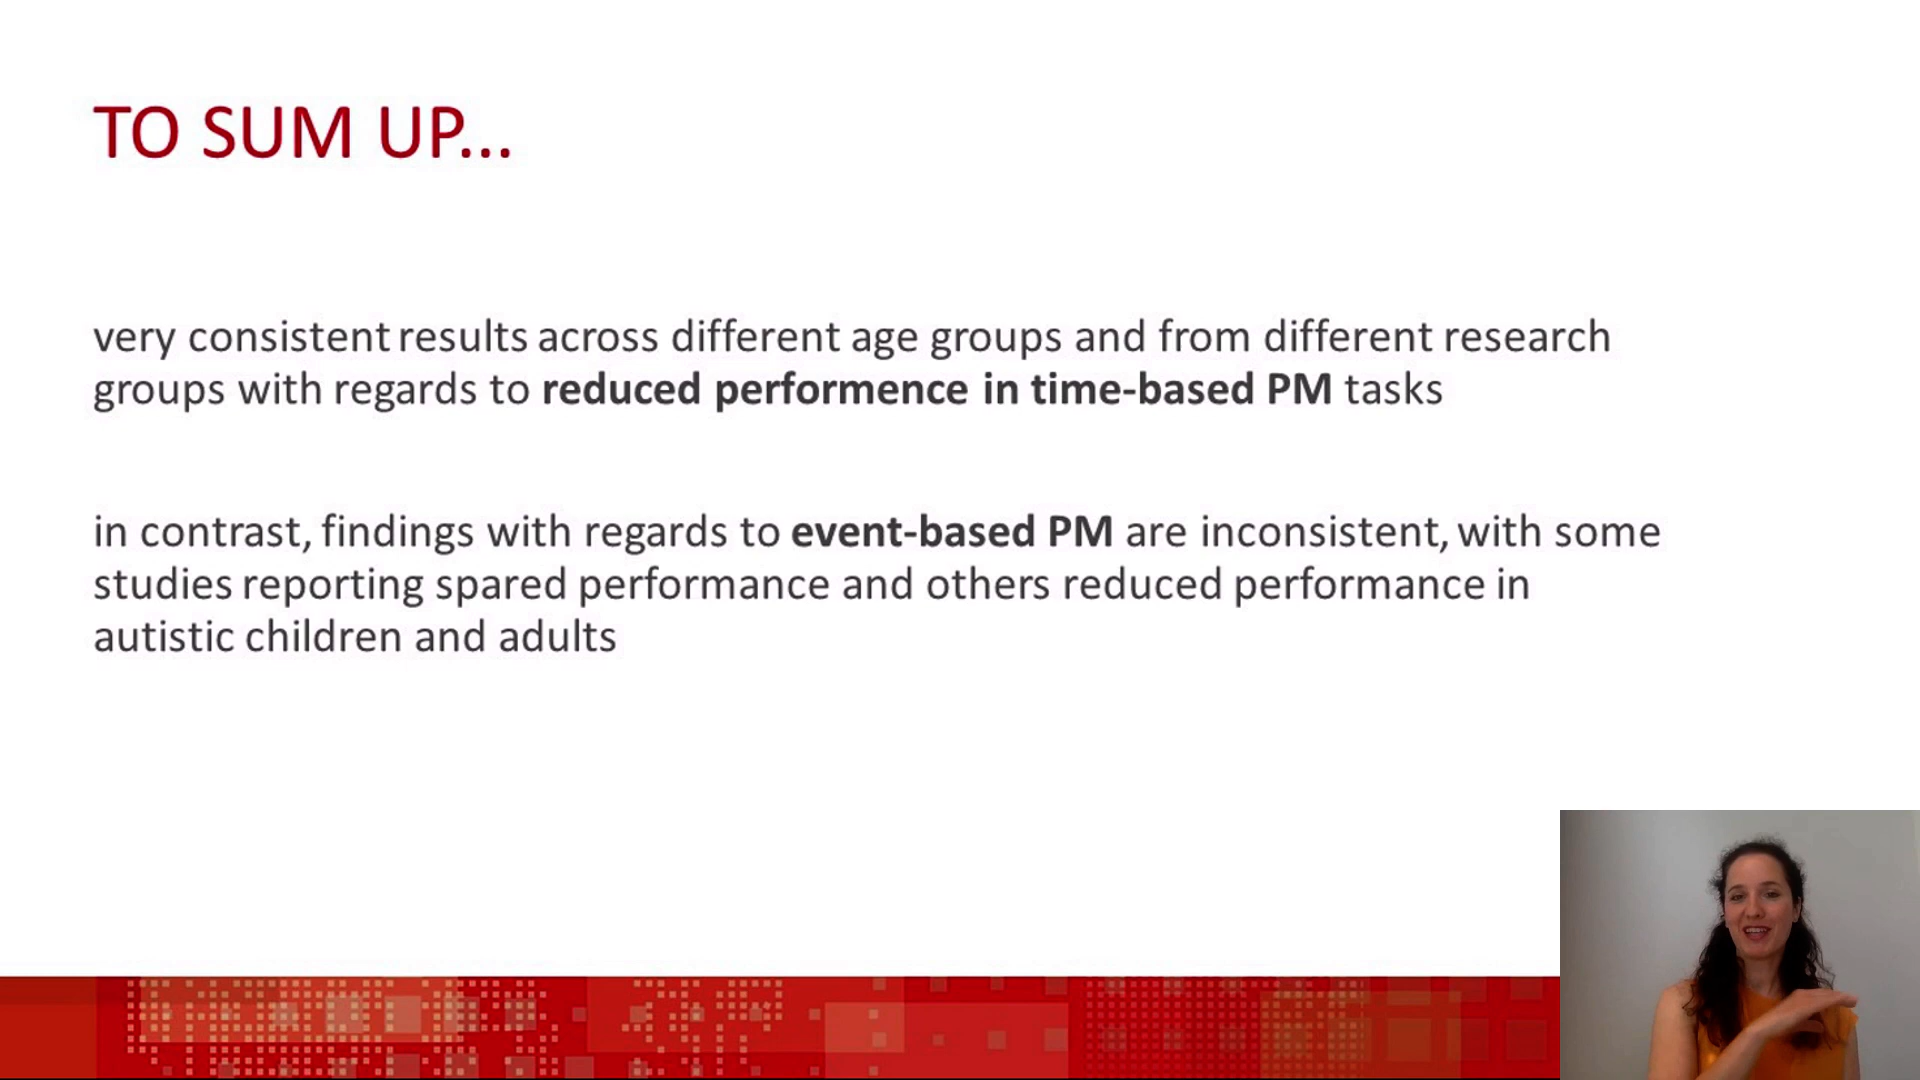 TO SUM UP...
very consistent results across different age groups and from different research
groups with regards to reduced performence in time-based PM tasks
in contrast, findings with regards to event-based PM are inconsistent, with some
studies reporting spared performance and others reduced performance in
autistic children and adults